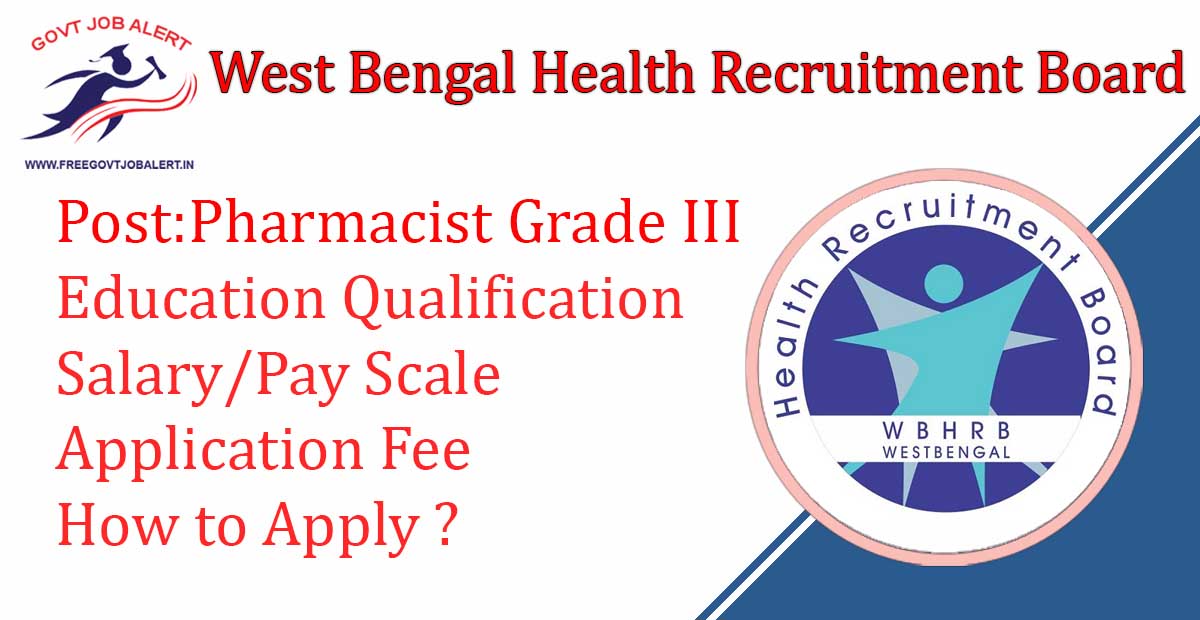 GOVT JOB ALERT
West Bengal Health Recruitment Board
WWW.FREEGOVTJOBALERT.IN
Post:Pharmacist Grade III
Education Qualification
Salary/Pay Scale
Application Fee
How to Apply ?
Health Recruitment Board
WBHRB
WESTBENGAL